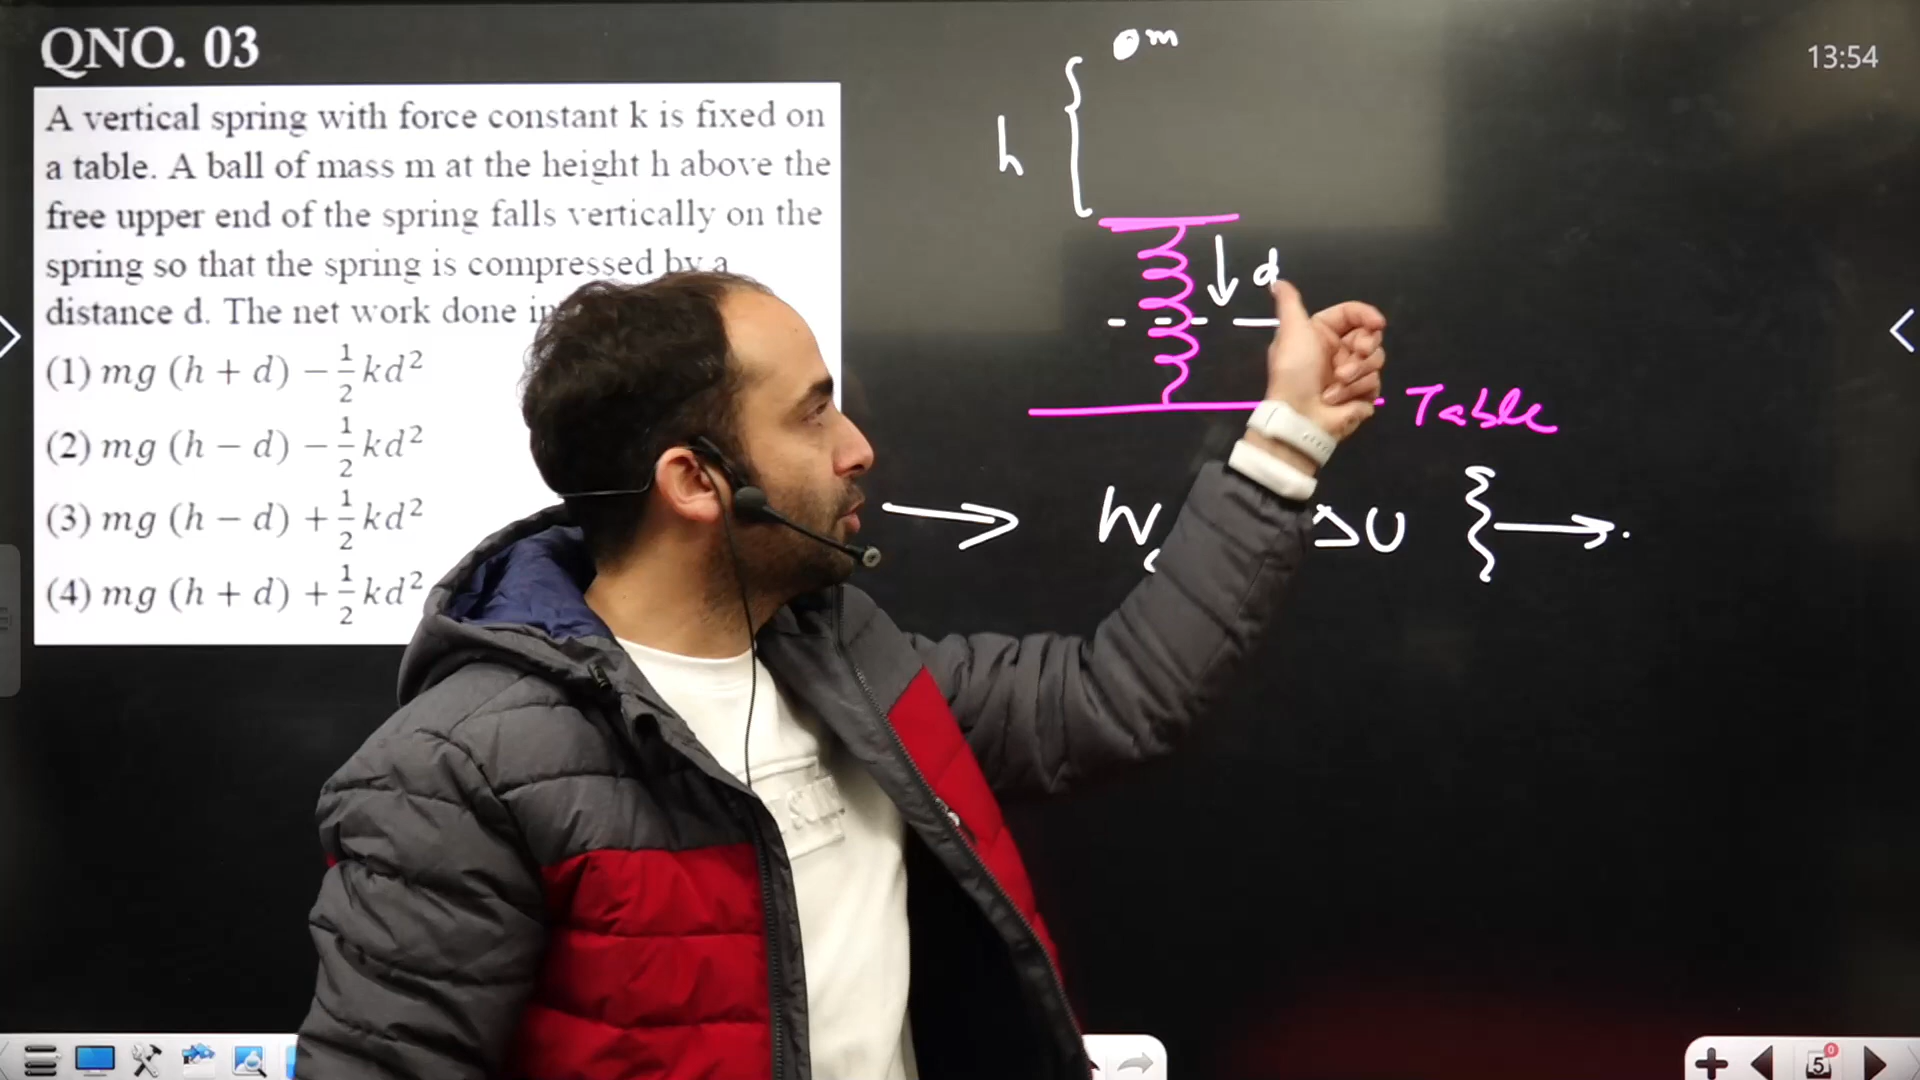 QNO. 03
13:54
A vertical spring with force constant k is fixed on
a table. A ball of mass m at the height h above the
free upper end of the spring falls vertically on the
spring so that the spring is compressed by a
distance d. The net work done in
(1) mg (h + d) − 1/2 kd²
(2) mg (h − d) − 1/2 kd²
(3) mg (h − d) + 1/2 kd²
(4) mg (h + d) + 1/2 kd²
m
h
d
Table
W ΔU
5
0